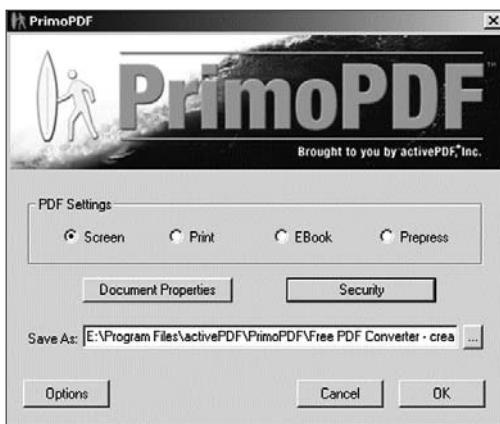 PrimoPDF
PrimoPDF™
Brought to you by activePDF, Inc.
PDF Settings
Screen Print EBook Prepress
Document Properties Security
Save As: E:\Program Files\activePDF\PrimoPDF\Free PDF Converter - crea ...
Options Cancel OK